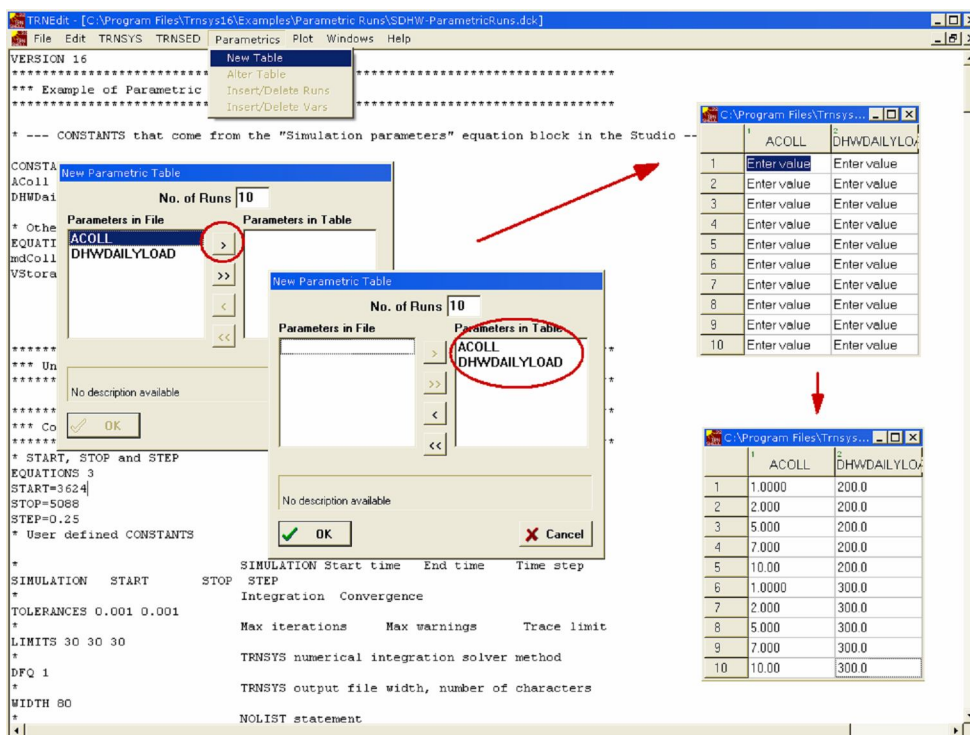 TRNEdit - [C:\Program Files\Trnsys16\Examples\Parametric Runs\SDHW-ParametricRuns.dck]
File Edit TRNSYS TRNSED Parametrics Plot Windows Help
New Table
Alter Table
Insert/Delete Runs
Insert/Delete Vars
VERSION 16
*** Example of Parametric
* --- CONSTANTS that come from the "Simulation parameters" equation block in the Studio --
CONSTA
AColl
DHWDai
* Othe
EQUATI
mdColl
VStora
New Parametric Table
No. of Runs 10
Parameters in File Parameters in Table
ACOLL
DHWDAILYLOAD
>
>>
<
<<
No description available
OK
New Parametric Table
No. of Runs 10
Parameters in File Parameters in Table
ACOLL
DHWDAILYLOAD
>
>>
<
<<
No description available
OK Cancel
*** Un
*** Co
* START, STOP and STEP
EQUATIONS 3
START=3624
STOP=5088
STEP=0.25
* User defined CONSTANTS
* SIMULATION Start time End time Time step
SIMULATION START STOP STEP
* Integration Convergence
TOLERANCES 0.001 0.001
* Max iterations Max warnings Trace limit
LIMITS 30 30 30
* TRNSYS numerical integration solver method
DFQ 1
* TRNSYS output file width, number of characters
WIDTH 80
* NOLIST statement
C:\Program Files\Trnsys...
1 ACOLL 2 DHWDAILYLOA
1 Enter value Enter value
2 Enter value Enter value
3 Enter value Enter value
4 Enter value Enter value
5 Enter value Enter value
6 Enter value Enter value
7 Enter value Enter value
8 Enter value Enter value
9 Enter value Enter value
10 Enter value Enter value
C:\Program Files\Trnsys...
1 ACOLL 2 DHWDAILYLOA
1 1.0000 200.0
2 2.000 200.0
3 5.000 200.0
4 7.000 200.0
5 10.00 200.0
6 1.0000 300.0
7 2.000 300.0
8 5.000 300.0
9 7.000 300.0
10 10.00 300.0